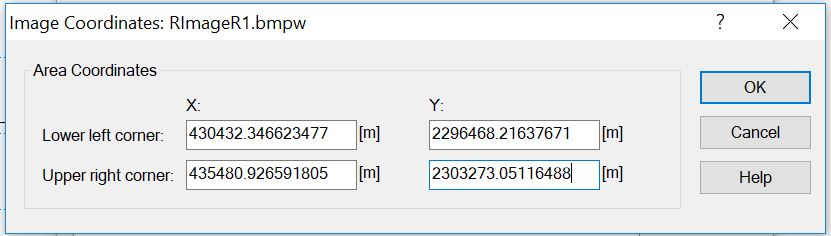 Image Coordinates: RImageR1.bmpw
Area Coordinates
X: Y:
Lower left corner: 430432.346623477 [m] 2296468.21637671 [m]
Upper right corner: 435480.926591805 [m] 2303273.05116488 [m]
OK
Cancel
Help